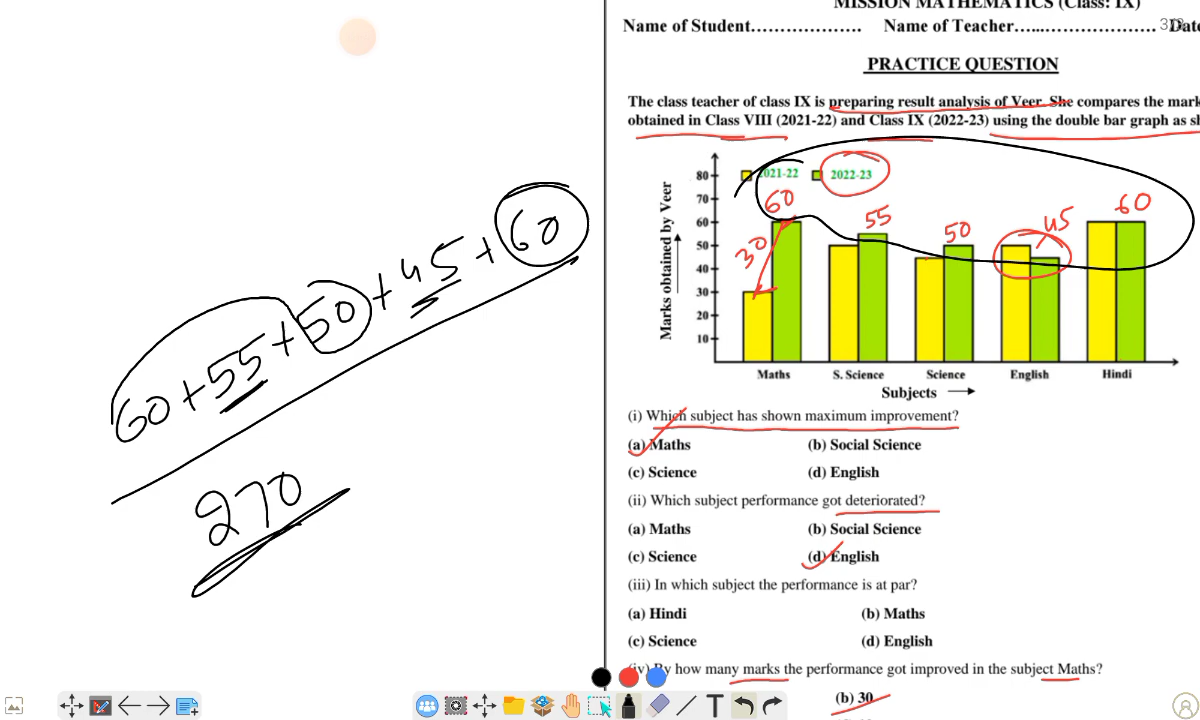 MISSION MATHEMATICS (Class: IX)
Name of Student………………… Name of Teacher…...………………… Date
PRACTICE QUESTION
The class teacher of class IX is preparing result analysis of Veer. She compares the mark
obtained in Class VIII (2021-22) and Class IX (2022-23) using the double bar graph as sh
2021-22 2022-23
Marks obtained by Veer
80
70
60
50
40
30
20
10
60
30
55
50
45
60
Maths S. Science Science English Hindi
Subjects
(i) Which subject has shown maximum improvement?
(a) Maths (b) Social Science
(c) Science (d) English
(ii) Which subject performance got deteriorated?
(a) Maths (b) Social Science
(c) Science (d) English
(iii) In which subject the performance is at par?
(a) Hindi (b) Maths
(c) Science (d) English
(iv) By how many marks the performance got improved in the subject Maths?
(b) 30
60+55+50+45+60
270